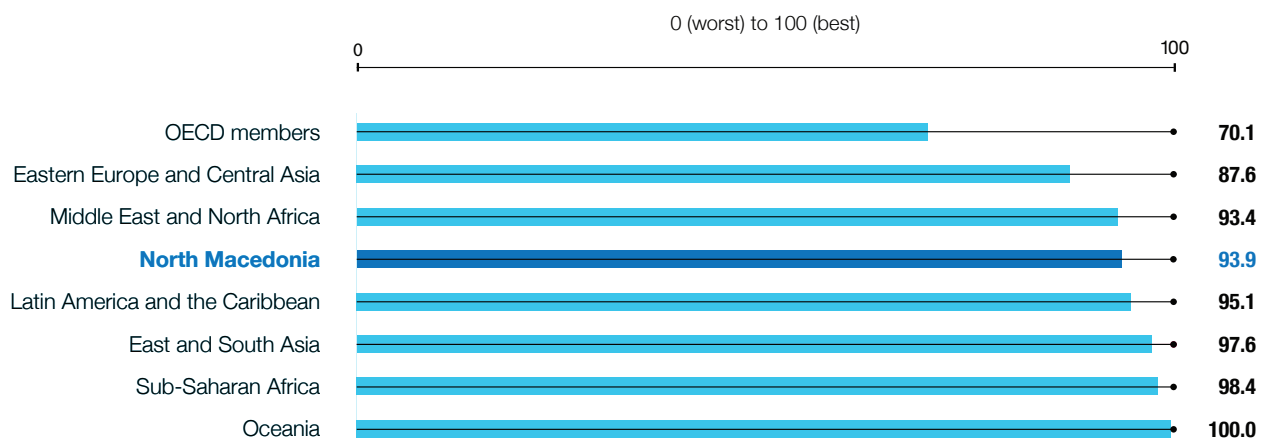 0 (worst) to 100 (best)
0 100
OECD members 70.1
Eastern Europe and Central Asia 87.6
Middle East and North Africa 93.4
North Macedonia 93.9
Latin America and the Caribbean 95.1
East and South Asia 97.6
Sub-Saharan Africa 98.4
Oceania 100.0